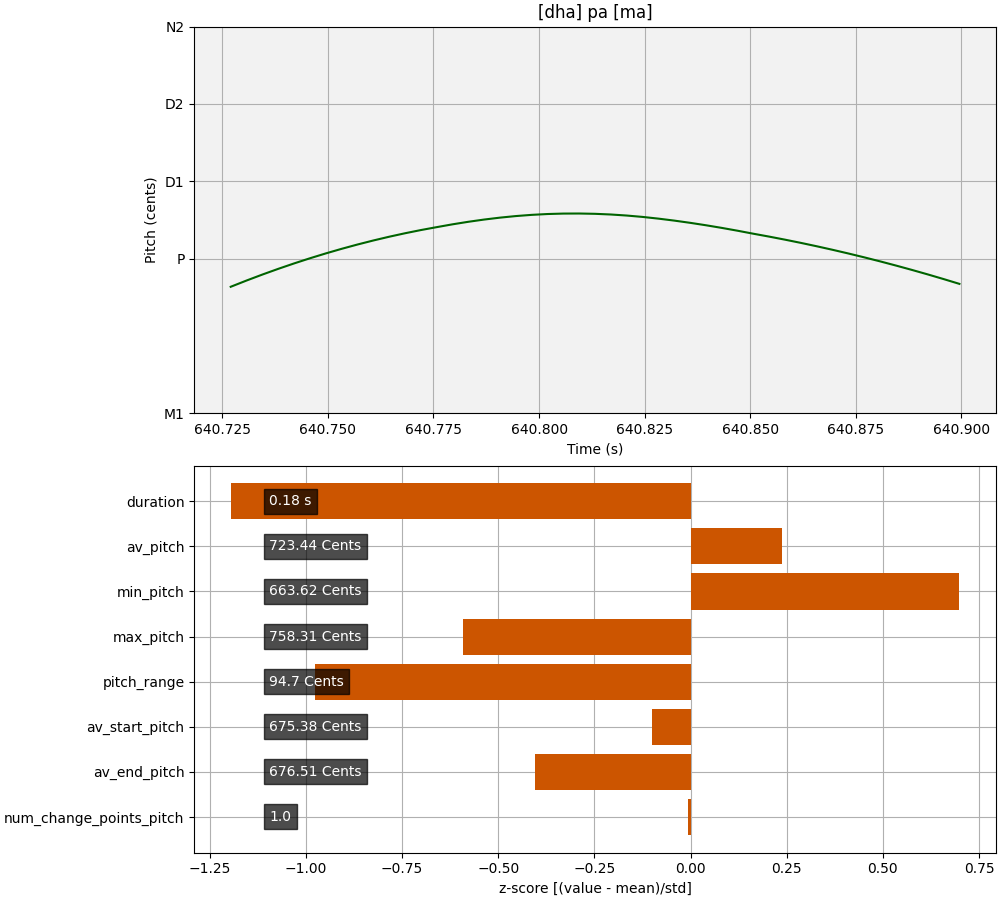 [dha] pa [ma]
N2
D2
D1
P
M1
Pitch (cents)
640.725 640.750 640.775 640.800 640.825 640.850 640.875 640.900
Time (s)
duration 0.18 s
av_pitch 723.44 Cents
min_pitch 663.62 Cents
max_pitch 758.31 Cents
pitch_range 94.7 Cents
av_start_pitch 675.38 Cents
av_end_pitch 676.51 Cents
num_change_points_pitch 1.0
−1.25 −1.00 −0.75 −0.50 −0.25 0.00 0.25 0.50 0.75
z-score [(value - mean)/std]